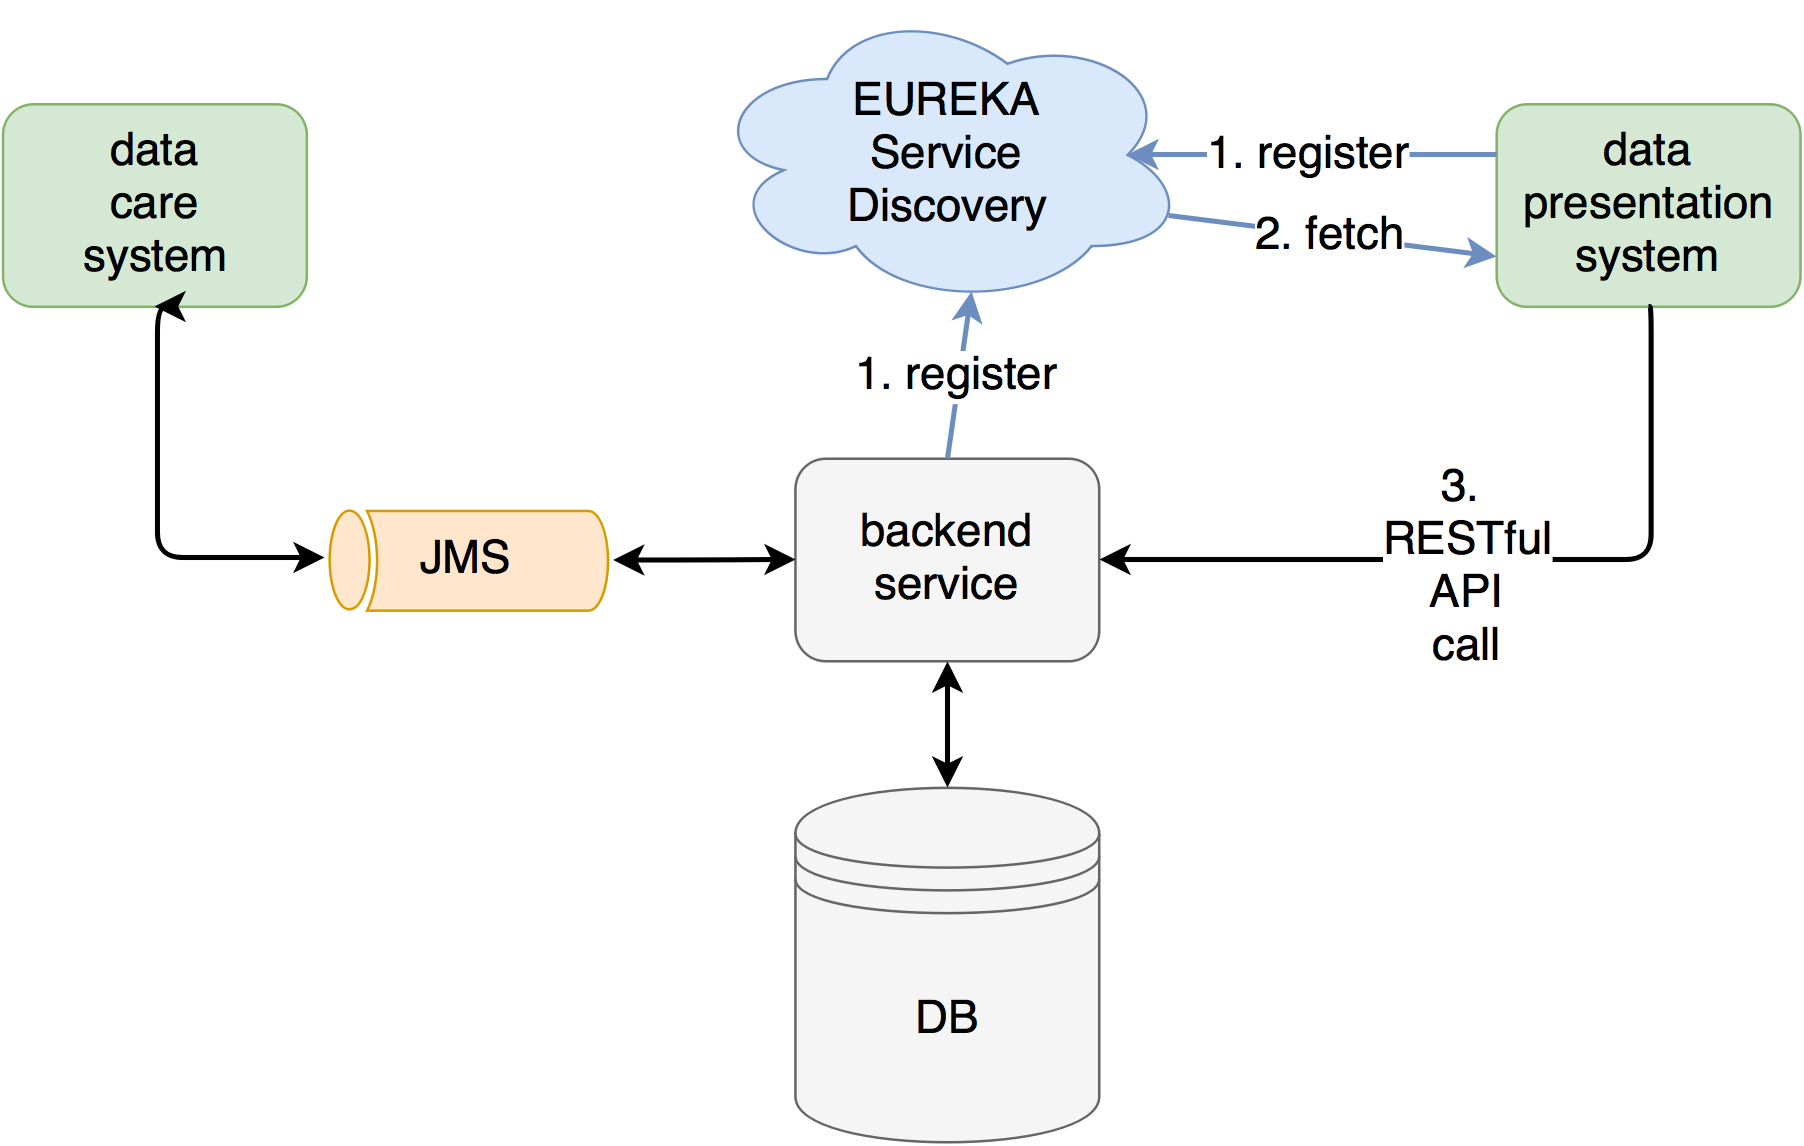 data
care
system
EUREKA
Service
Discovery
1. register
2. fetch
data
presentation
system
1. register
JMS
backend
service
3.
RESTful
API
call
DB